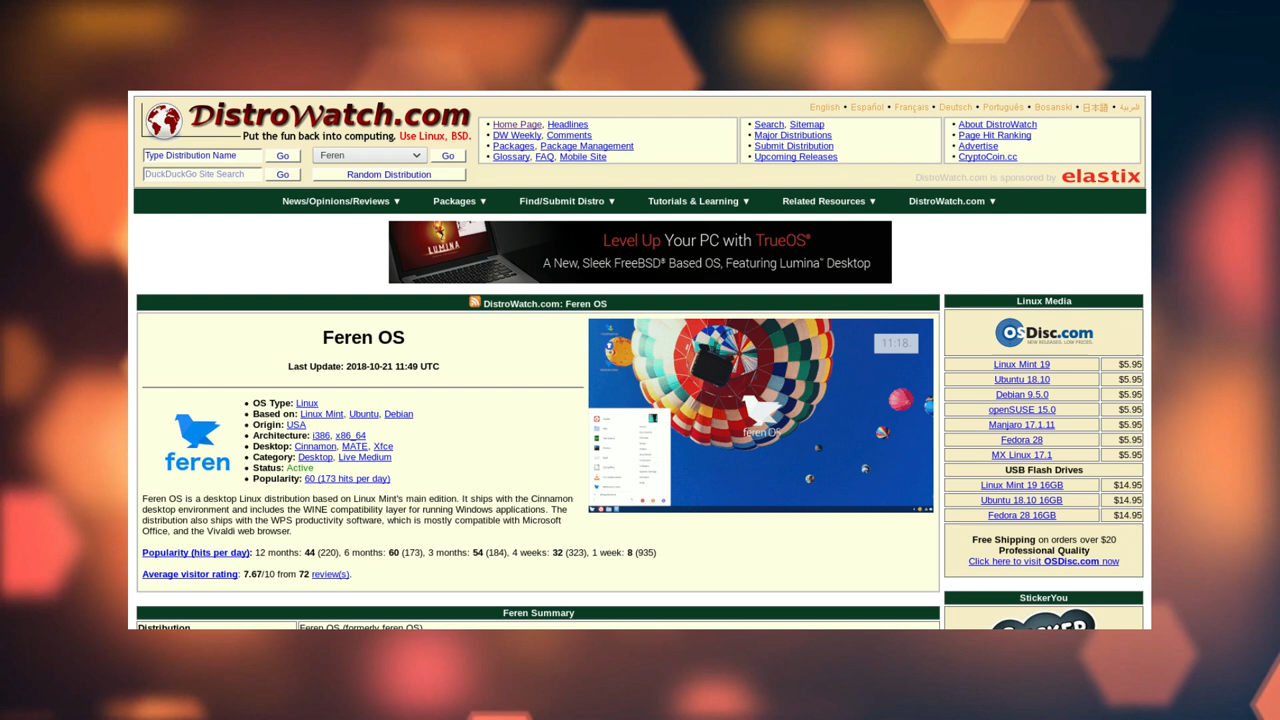 DistroWatch.com
Put the fun back into computing. Use Linux, BSD.
English • Español • Français • Deutsch • Português • Bosanski • 日本語 • العربية
Type Distribution Name Go
Feren Go
DuckDuckGo Site Search Go
Random Distribution
• Home Page, Headlines
• DW Weekly, Comments
• Packages, Package Management
• Glossary, FAQ, Mobile Site
• Search, Sitemap
• Major Distributions
• Submit Distribution
• Upcoming Releases
• About DistroWatch
• Page Hit Ranking
• Advertise
• CryptoCoin.cc
DistroWatch.com is sponsored by elastix
News/Opinions/Reviews ▼ Packages ▼ Find/Submit Distro ▼ Tutorials & Learning ▼ Related Resources ▼ DistroWatch.com ▼
LUMINA
Level Up Your PC with TrueOS®
A New, Sleek FreeBSD® Based OS, Featuring Lumina™ Desktop
DistroWatch.com: Feren OS
Feren OS
Last Update: 2018-10-21 11:49 UTC
feren
• OS Type: Linux
• Based on: Linux Mint, Ubuntu, Debian
• Origin: USA
• Architecture: i386, x86_64
• Desktop: Cinnamon, MATE, Xfce
• Category: Desktop, Live Medium
• Status: Active
• Popularity: 60 (173 hits per day)
11:18.
feren OS
Feren OS is a desktop Linux distribution based on Linux Mint's main edition. It ships with the Cinnamon
desktop environment and includes the WINE compatibility layer for running Windows applications. The
distribution also ships with the WPS productivity software, which is mostly compatible with Microsoft
Office, and the Vivaldi web browser.
Popularity (hits per day): 12 months: 44 (220), 6 months: 60 (173), 3 months: 54 (184), 4 weeks: 32 (323), 1 week: 8 (935)
Average visitor rating: 7.67/10 from 72 review(s).
Feren Summary
Distribution Feren OS (formerly feren OS)
Linux Media
OSDisc.com
NEW RELEASES. LOW PRICES.
Linux Mint 19 $5.95
Ubuntu 18.10 $5.95
Debian 9.5.0 $5.95
openSUSE 15.0 $5.95
Manjaro 17.1.11 $5.95
Fedora 28 $5.95
MX Linux 17.1 $5.95
USB Flash Drives
Linux Mint 19 16GB $14.95
Ubuntu 18.10 16GB $14.95
Fedora 28 16GB $14.95
Free Shipping on orders over $20
Professional Quality
Click here to visit OSDisc.com now
StickerYou
STICKER